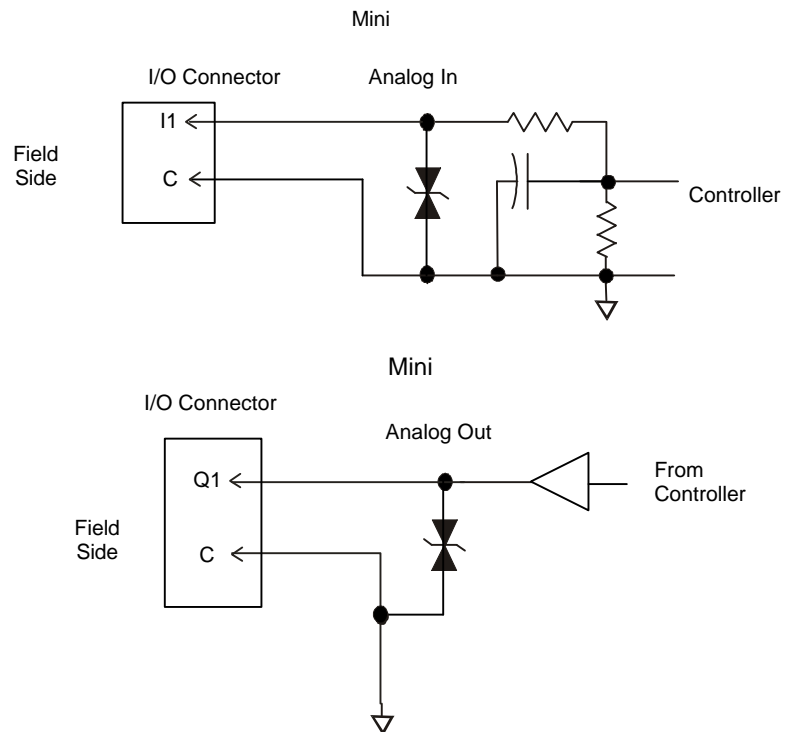 Mini
I/O Connector
Analog In
I1
Field
Side
C
Controller
Mini
I/O Connector
Analog Out
Q1
From
Controller
Field
Side
C